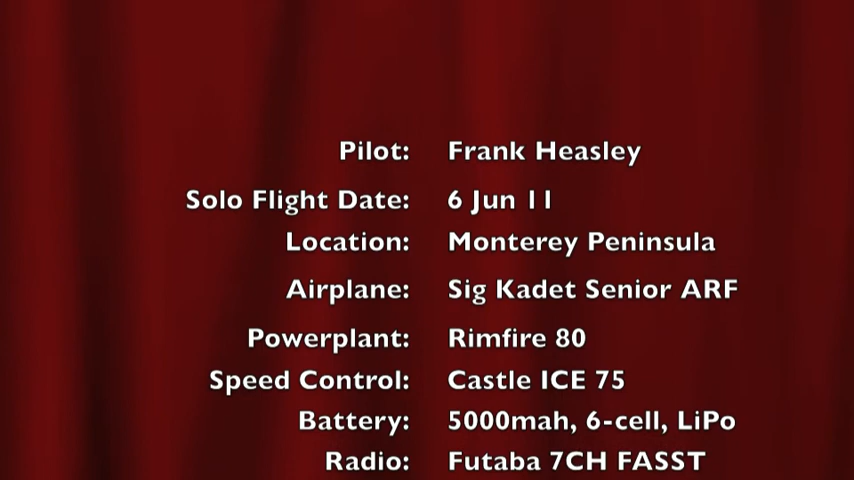 Pilot: Frank Heasley
Solo Flight Date: 6 Jun 11
Location: Monterey Peninsula
Airplane: Sig Kadet Senior ARF
Powerplant: Rimfire 80
Speed Control: Castle ICE 75
Battery: 5000mah, 6-cell, LiPo
Radio: Futaba 7CH FASST